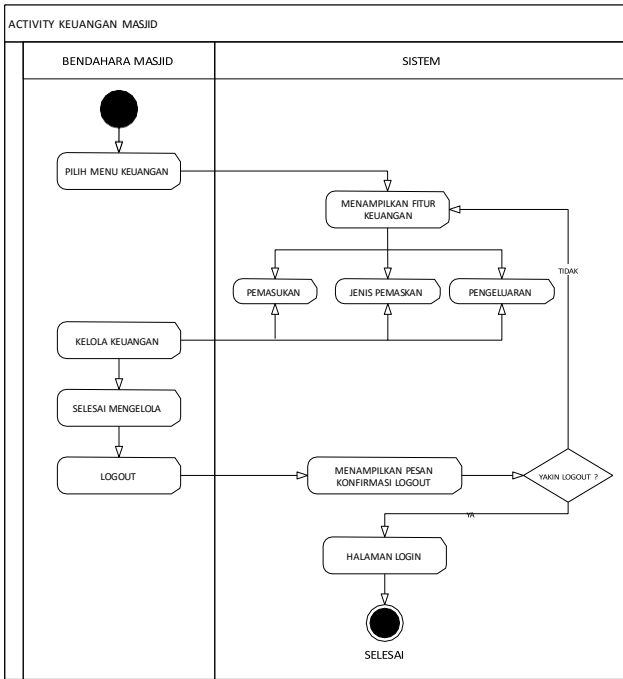 ACTIVITY KEUANGAN MASJID
BENDAHARA MASJID
SISTEM
PILIH MENU KEUANGAN
MENAMPILKAN FITUR
KEUANGAN
TIDAK
PEMASUKAN
JENIS PEMASKAN
PENGELUARAN
KELOLA KEUANGAN
SELESAI MENGELOLA
LOGOUT
MENAMPILKAN PESAN
KONFIRMASI LOGOUT
YAKIN LOGOUT ?
YA
HALAMAN LOGIN
SELESAI